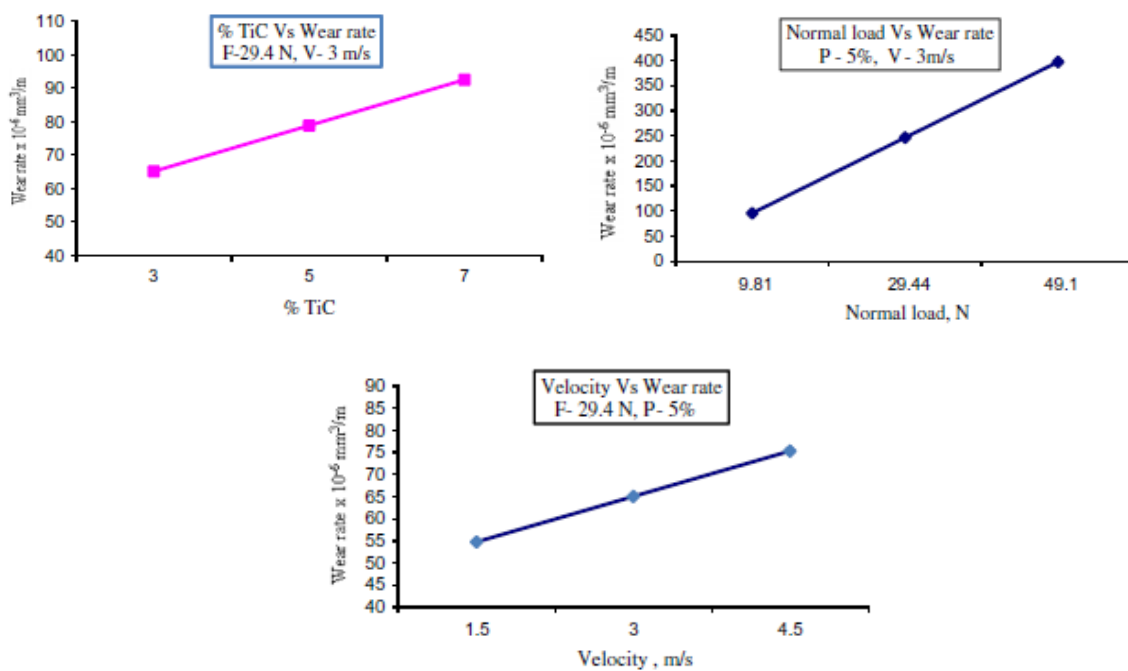 % TiC Vs Wear rate
F-29.4 N, V- 3 m/s
Wear rate x 10⁻⁶ mm³/m
110
100
90
80
70
60
50
40
3 5 7
% TiC
Normal load Vs Wear rate
P - 5%, V - 3m/s
Wear rate x 10⁻⁶ mm³/m
450
400
350
300
250
200
150
100
50
0
9.81 29.44 49.1
Normal load, N
Velocity Vs Wear rate
F- 29.4 N, P- 5%
Wear rate x 10⁻⁶ mm³/m
90
85
80
75
70
65
60
55
50
45
40
1.5 3 4.5
Velocity , m/s